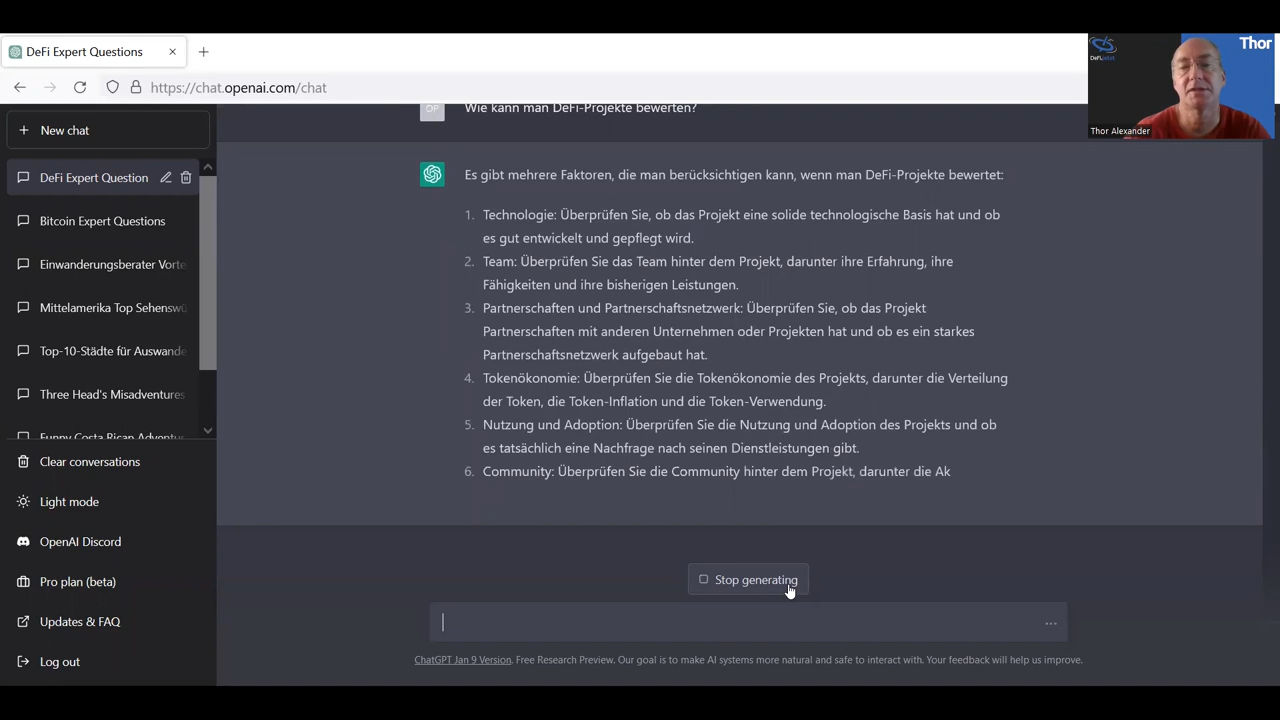 DeFi Expert Questions
Thor
DeFi
Thor Alexander
https://chat.openai.com/chat
New chat
DeFi Expert Question
Bitcoin Expert Questions
Einwanderungsberater Vorte
Mittelamerika Top Sehenswü
Top-10-Städte für Auswande
Three Head's Misadventures
Funny Costa Rican Adventur
Clear conversations
Light mode
OpenAI Discord
Pro plan (beta)
Updates & FAQ
Log out
OP
Wie kann man DeFi-Projekte bewerten?
Es gibt mehrere Faktoren, die man berücksichtigen kann, wenn man DeFi-Projekte bewertet:
1. Technologie: Überprüfen Sie, ob das Projekt eine solide technologische Basis hat und ob
es gut entwickelt und gepflegt wird.
2. Team: Überprüfen Sie das Team hinter dem Projekt, darunter ihre Erfahrung, ihre
Fähigkeiten und ihre bisherigen Leistungen.
3. Partnerschaften und Partnerschaftsnetzwerk: Überprüfen Sie, ob das Projekt
Partnerschaften mit anderen Unternehmen oder Projekten hat und ob es ein starkes
Partnerschaftsnetzwerk aufgebaut hat.
4. Tokenökonomie: Überprüfen Sie die Tokenökonomie des Projekts, darunter die Verteilung
der Token, die Token-Inflation und die Token-Verwendung.
5. Nutzung und Adoption: Überprüfen Sie die Nutzung und Adoption des Projekts und ob
es tatsächlich eine Nachfrage nach seinen Dienstleistungen gibt.
6. Community: Überprüfen Sie die Community hinter dem Projekt, darunter die Ak
Stop generating
ChatGPT Jan 9 Version. Free Research Preview. Our goal is to make AI systems more natural and safe to interact with. Your feedback will help us improve.